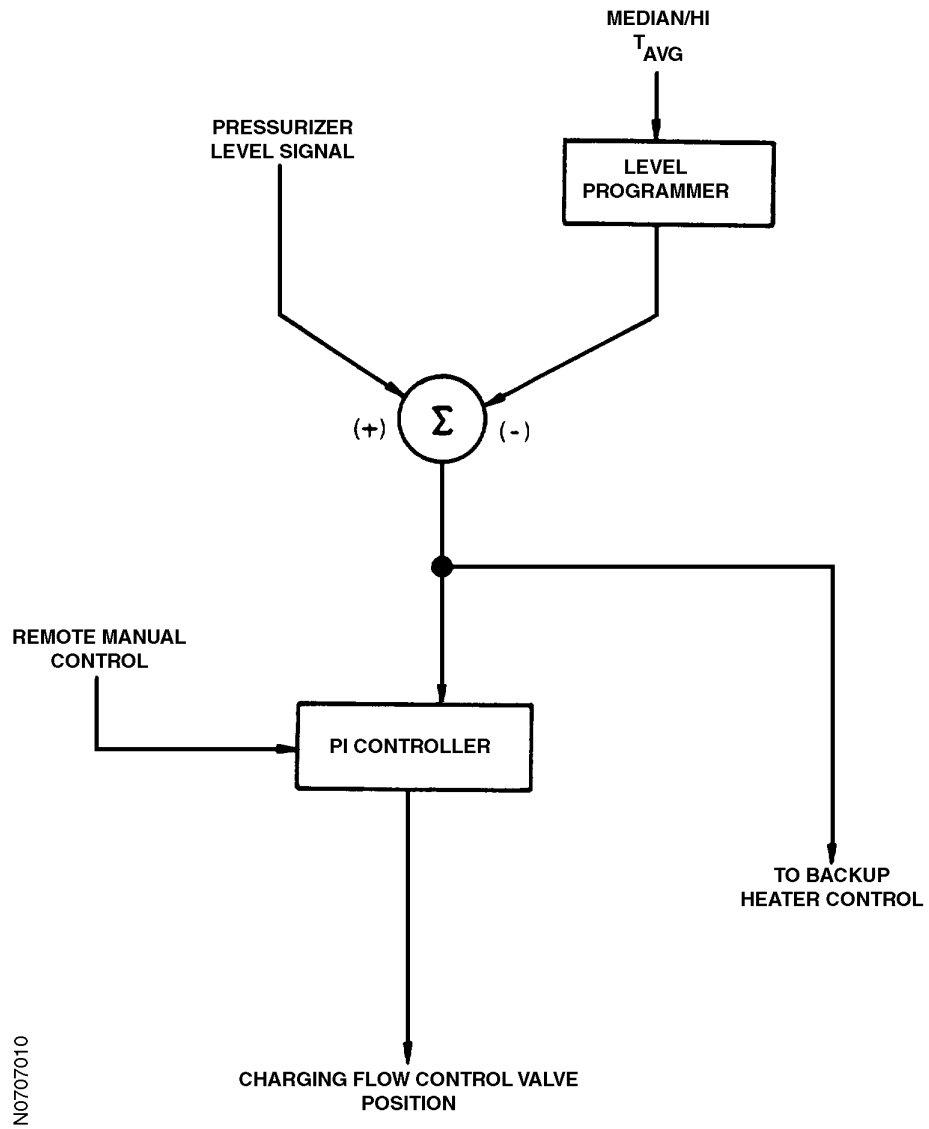 MEDIAN/HI
TAVG
PRESSURIZER
LEVEL SIGNAL
LEVEL
PROGRAMMER
(+)
Σ
(-)
REMOTE MANUAL
CONTROL
PI CONTROLLER
TO BACKUP
HEATER CONTROL
CHARGING FLOW CONTROL VALVE
POSITION
N0707010